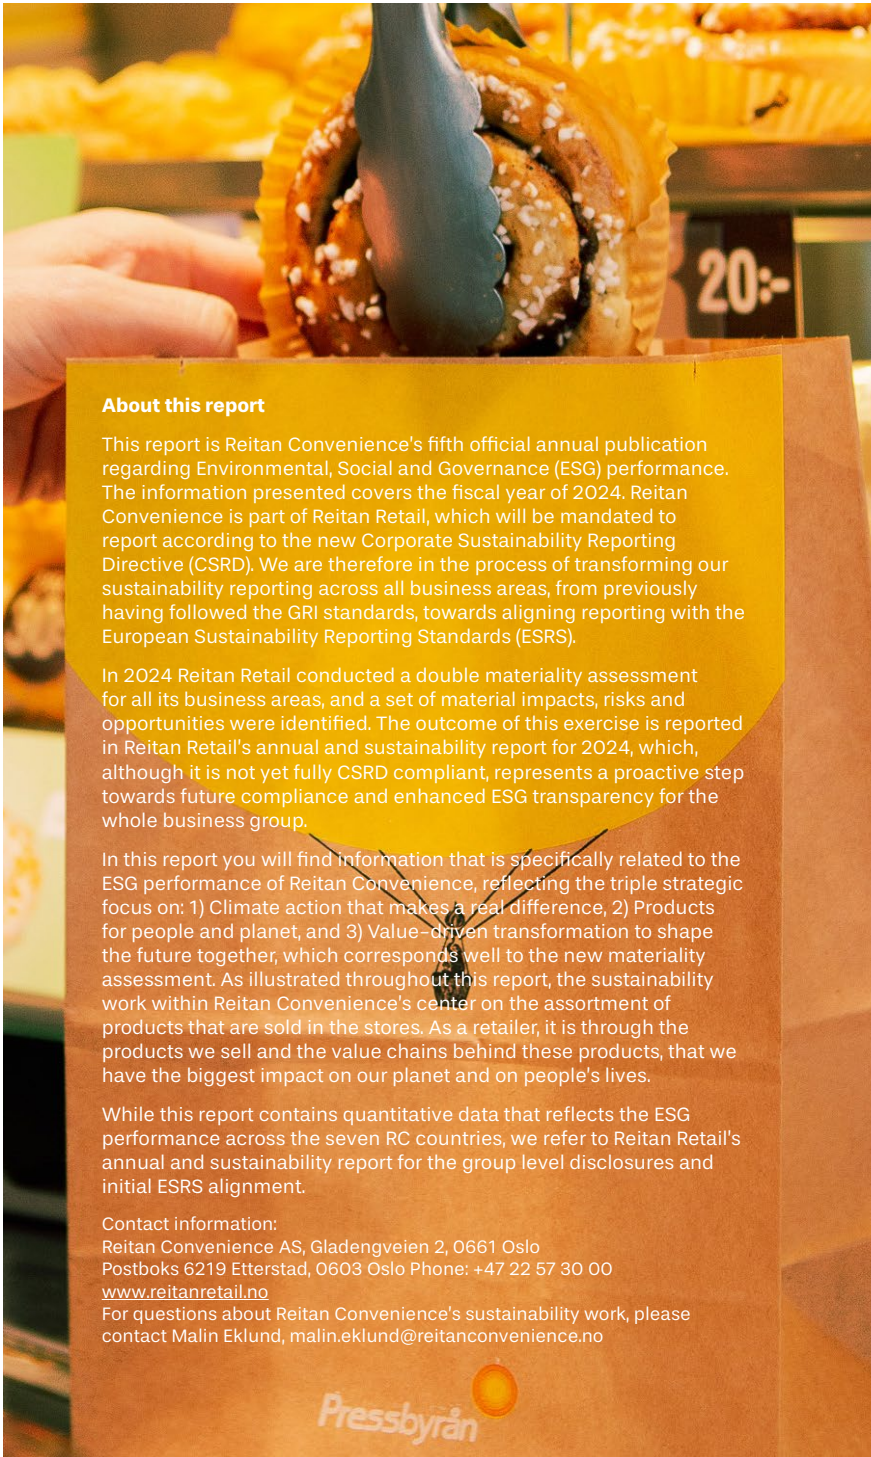 20:-
About this report
This report is Reitan Convenience's fifth official annual publication
regarding Environmental, Social and Governance (ESG) performance.
The information presented covers the fiscal year of 2024. Reitan
Convenience is part of Reitan Retail, which will be mandated to
report according to the new Corporate Sustainability Reporting
Directive (CSRD). We are therefore in the process of transforming our
sustainability reporting across all business areas, from previously
having followed the GRI standards, towards aligning reporting with the
European Sustainability Reporting Standards (ESRS).
In 2024 Reitan Retail conducted a double materiality assessment
for all its business areas, and a set of material impacts, risks and
opportunities were identified. The outcome of this exercise is reported
in Reitan Retail's annual and sustainability report for 2024, which,
although it is not yet fully CSRD compliant, represents a proactive step
towards future compliance and enhanced ESG transparency for the
whole business group.
In this report you will find information that is specifically related to the
ESG performance of Reitan Convenience, reflecting the triple strategic
focus on: 1) Climate action that makes a real difference, 2) Products
for people and planet, and 3) Value-driven transformation to shape
the future together, which corresponds well to the new materiality
assessment. As illustrated throughout this report, the sustainability
work within Reitan Convenience's center on the assortment of
products that are sold in the stores. As a retailer, it is through the
products we sell and the value chains behind these products, that we
have the biggest impact on our planet and on people's lives.
While this report contains quantitative data that reflects the ESG
performance across the seven RC countries, we refer to Reitan Retail's
annual and sustainability report for the group level disclosures and
initial ESRS alignment.
Contact information:
Reitan Convenience AS, Gladengveien 2, 0661 Oslo
Postboks 6219 Etterstad, 0603 Oslo Phone: +47 22 57 30 00
www.reitanretail.no
For questions about Reitan Convenience's sustainability work, please
contact Malin Eklund, malin.eklund@reitanconvenience.no
Pressbyrån